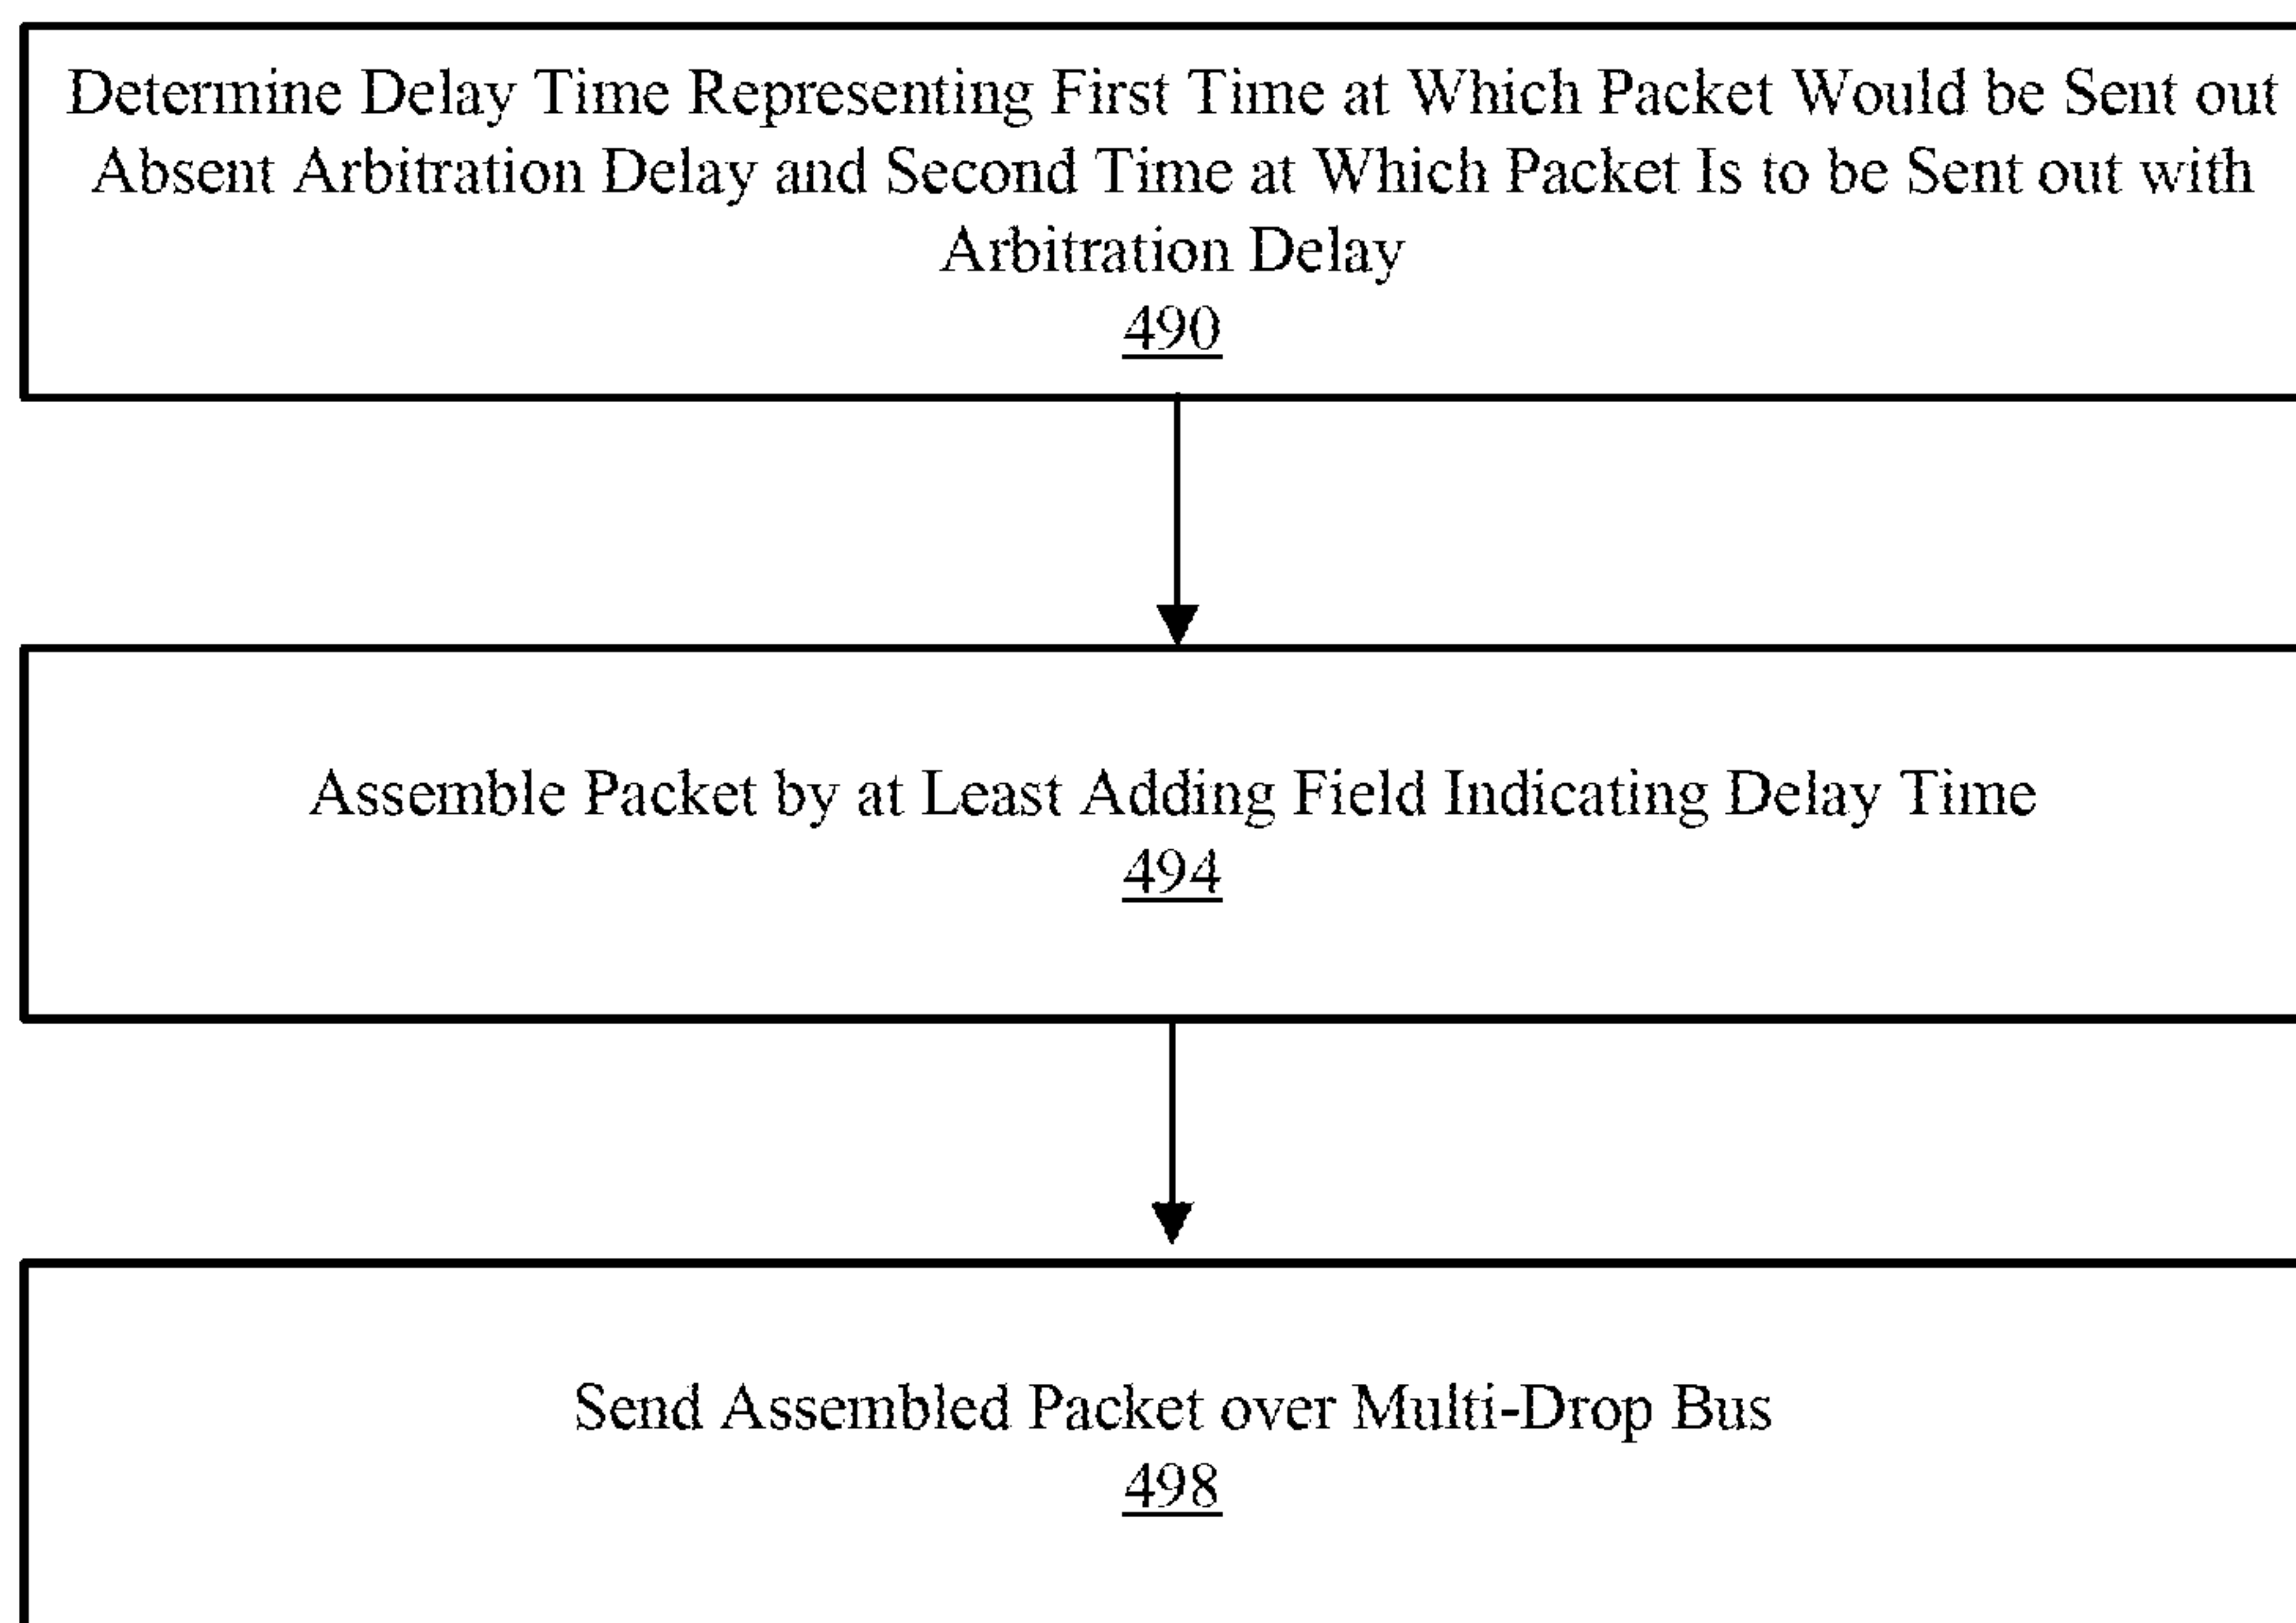 Determine Delay Time Representing First Time at Which Packet Would be Sent out
Absent Arbitration Delay and Second Time at Which Packet Is to be Sent out with
Arbitration Delay
490
Assemble Packet by at Least Adding Field Indicating Delay Time
494
Send Assembled Packet over Multi-Drop Bus
498